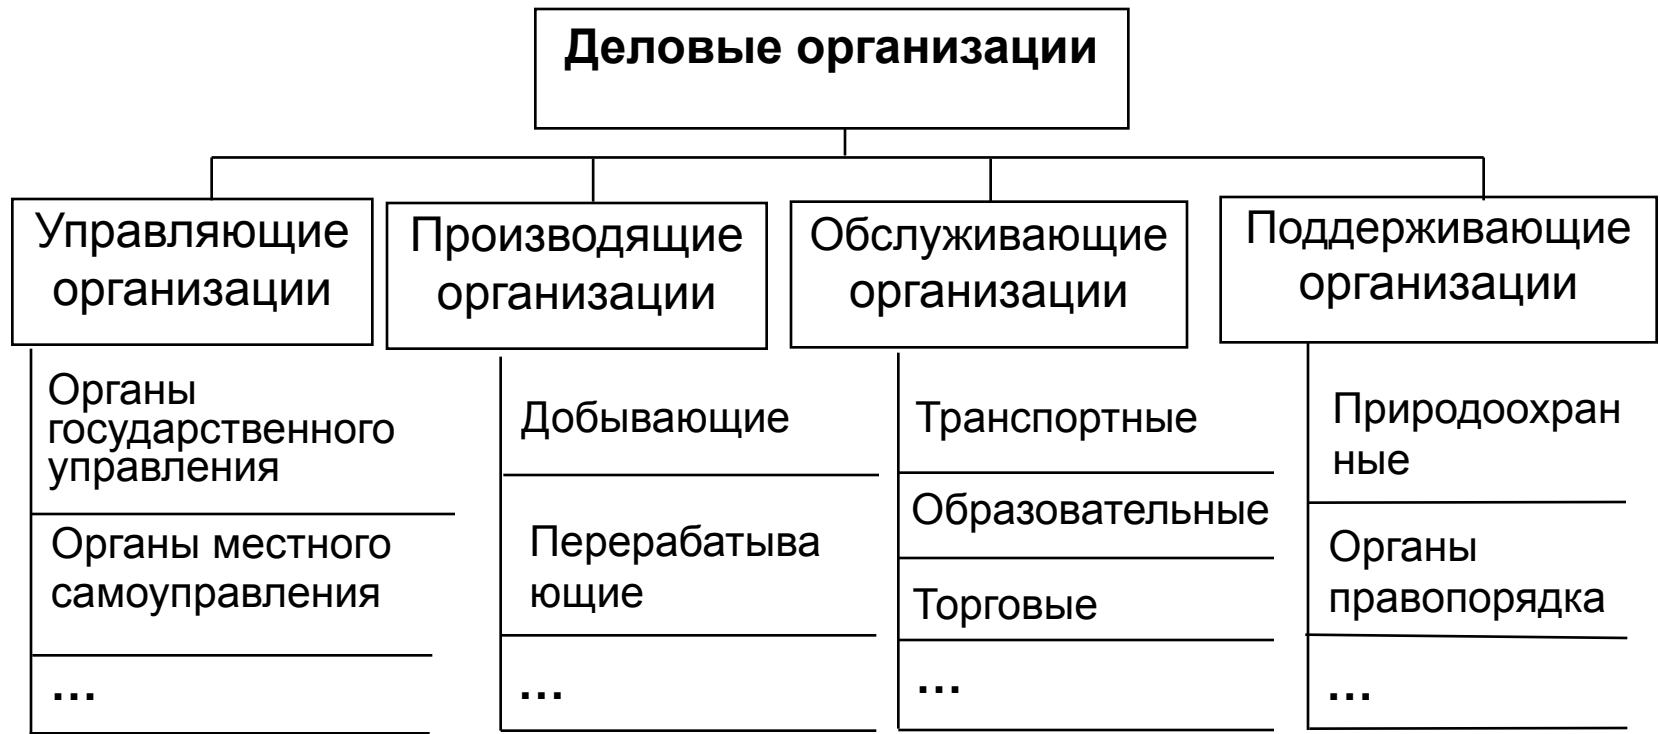 Деловые организации
Управляющие
организации
Органы
государственного
управления
Органы местного
самоуправления
...
Производящие
организации
Добывающие
Перерабатыва
ющие
...
Обслуживающие
организации
Транспортные
Образовательные
Торговые
...
Поддерживающие
организации
Природоохран
ные
Органы
правопорядка
...